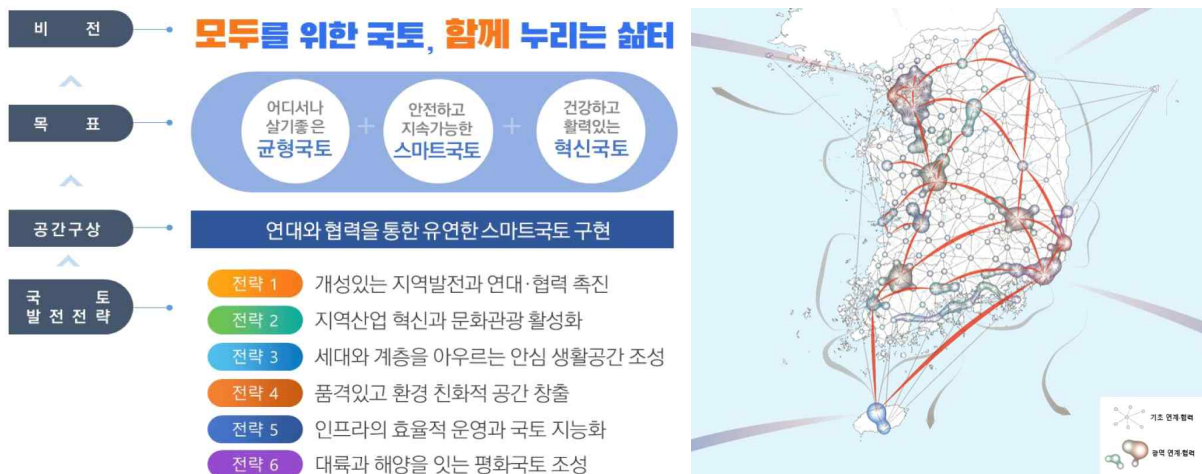 비 전
모두를 위한 국토, 함께 누리는 삶터
목 표
어디서나
살기좋은
균형국토
+
안전하고
지속가능한
스마트국토
+
건강하고
활력있는
혁신국토
공간구상
연대와 협력을 통한 유연한 스마트국토 구현
국 토
발전전략
전략 1 개성있는 지역발전과 연대·협력 촉진
전략 2 지역산업 혁신과 문화관광 활성화
전략 3 세대와 계층을 아우르는 안심 생활공간 조성
전략 4 품격있고 환경 친화적 공간 창출
전략 5 인프라의 효율적 운영과 국토 지능화
전략 6 대륙과 해양을 잇는 평화국토 조성
기초 연계·협력
광역 연계·협력